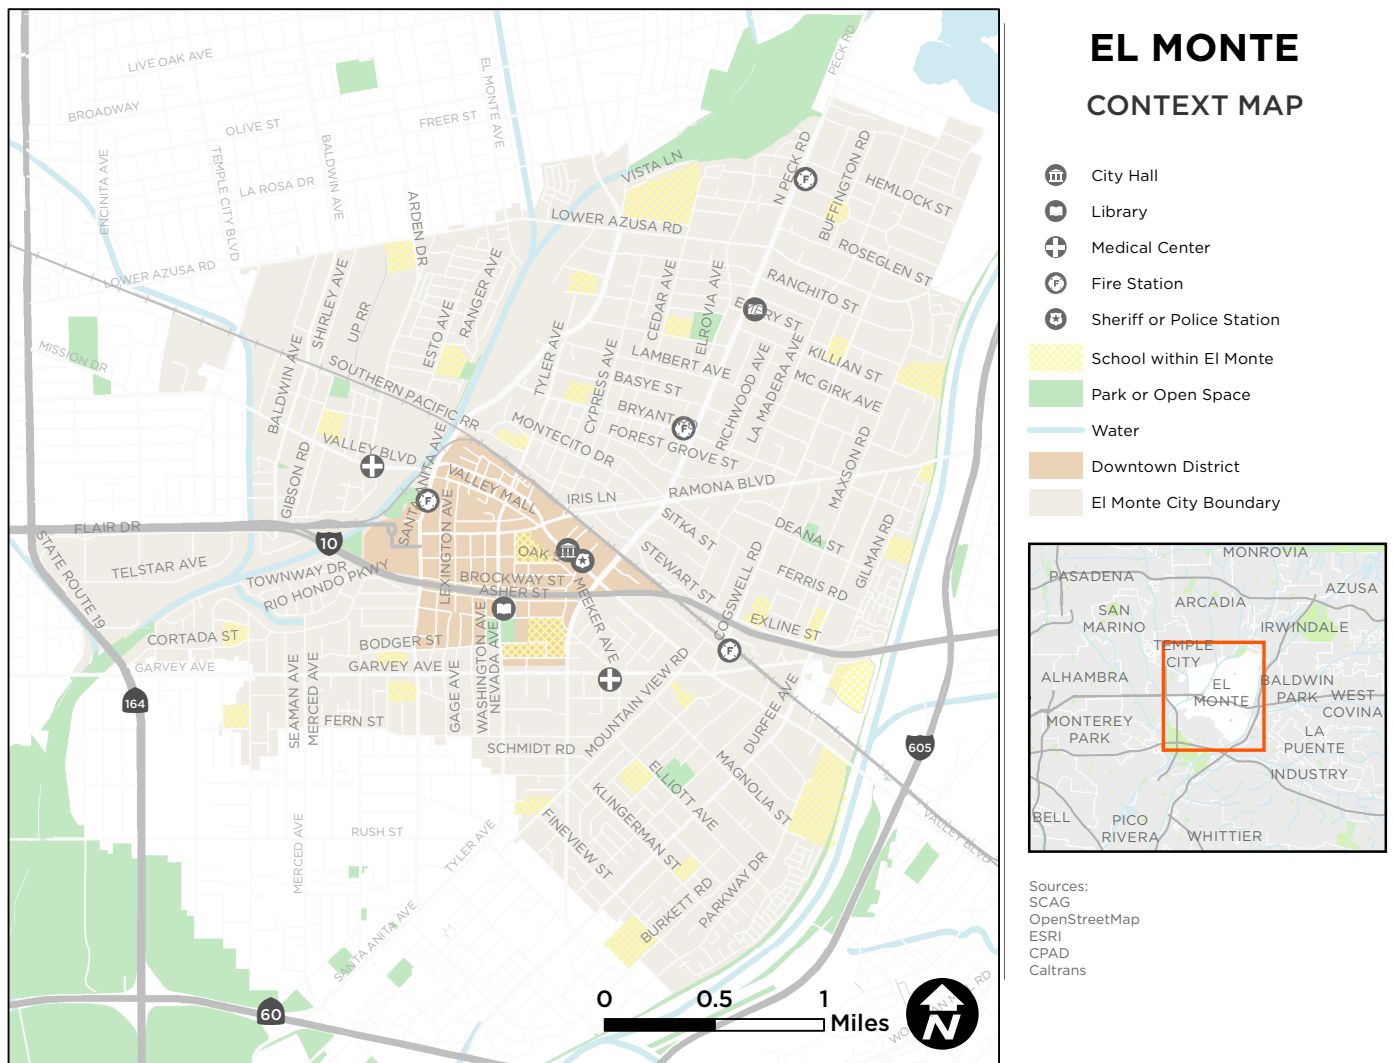 EL MONTE
CONTEXT MAP
City Hall
Library
Medical Center
F
Fire Station
Sheriff or Police Station
School within El Monte
Park or Open Space
Water
Downtown District
El Monte City Boundary
MONROVIA
PASADENA
AZUSA
ARCADIA
SAN
MARINO
IRWINDALE
TEMPLE
CITY
ALHAMBRA
EL
MONTE
BALDWIN
PARK
WEST
COVINA
MONTEREY
PARK
LA
PUENTE
INDUSTRY
BELL
PICO
RIVERA
WHITTIER
Sources:
SCAG
OpenStreetMap
ESRI
CPAD
Caltrans
LIVE OAK AVE
BROADWAY
OLIVE ST
FREER ST
EL MONTE AVE
PECK RD
ENCINITA AVE
TEMPLE CITY BLVD
BALDWIN AVE
LA ROSA DR
ARDEN DR
VISTA LN
N PECK RD
F
BUFFINGTON RD
HEMLOCK ST
LOWER AZUSA RD
ROSEGLEN ST
LOWER AZUSA RD
SHIRLEY AVE
UP RR
ESTO AVE
RANGER AVE
CEDAR AVE
ELROVIA AVE
RANCHITO ST
MISSION DR
BALDWIN AVE
SOUTHERN PACIFIC RR
TYLER AVE
CYPRESS AVE
LAMBERT AVE
BASYE ST
RICHWOOD AVE
LA MADERA AVE
KILLIAN ST
MC GIRK AVE
BRYANT
F
FOREST GROVE ST
MONTECITO DR
VALLEY BLVD
GIBSON RD
SANTA ANITA AVE
F
VALLEY MALL
IRIS LN
RAMONA BLVD
MAXSON RD
FLAIR DR
10
LEXINGTON AVE
SITKA ST
DEANA ST
GILMAN RD
STATE ROUTE 19
TELSTAR AVE
TOWNWAY DR
RIO HONDO PKWY
OAK S
BROCKWAY ST
ASHER ST
STEWART ST
COGSWELL RD
FERRIS RD
MEEKER AVE
EXLINE ST
F
CORTADA ST
BODGER ST
GARVEY AVE
GARVEY AVE
WASHINGTON AVE
NEVADA AVE
GAGE AVE
SEAMAN AVE
MERCED AVE
FERN ST
164
605
MOUNTAIN VIEW RD
DURFEE AVE
SCHMIDT RD
MAGNOLIA ST
ELLIOTT AVE
KLINGERMAN ST
FINEVIEW ST
RUSH ST
MERCED AVE
TYLER AVE
VALLEY BLVD
PARKWAY DR
BURKETT RD
SANTA ANITA AVE
60
0 0.5 1
Miles
N